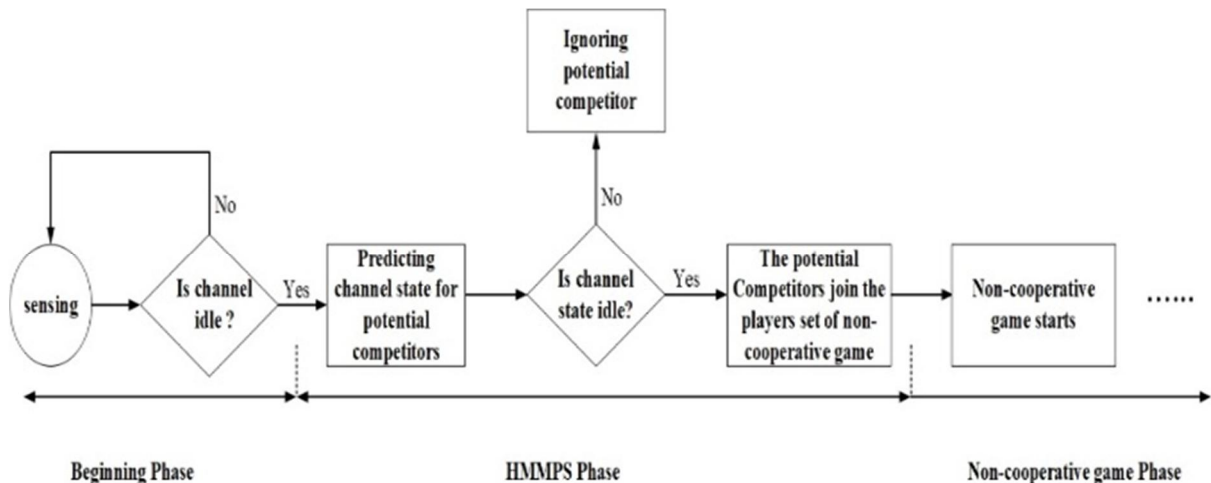 Ignoring
potential
competitor
No
No
sensing
Is channel
idle ?
Yes
Predicting
channel state for
potential
competitors
Is channel
state idle?
Yes
The potential
Competitors join the
players set of non-
cooperative game
Non-cooperative
game starts
......
Beginning Phase
HMMPS Phase
Non-cooperative game Phase